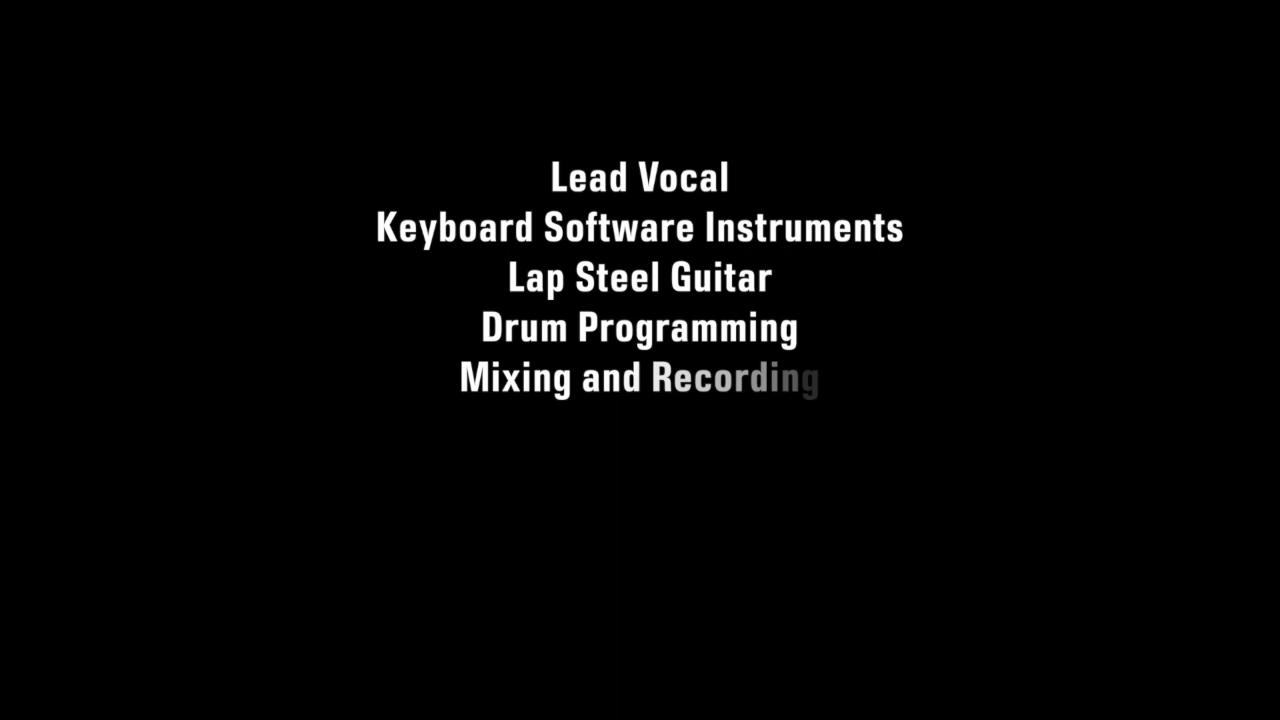 Lead Vocal
Keyboard Software Instruments
Lap Steel Guitar
Drum Programming
Mixing and Recording